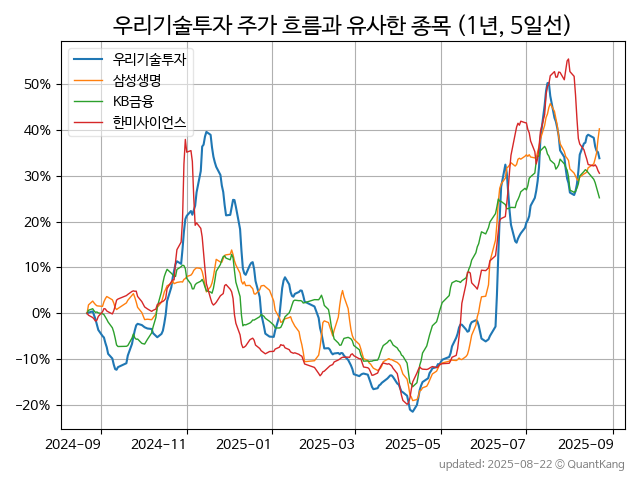 우리기술투자 주가 흐름과 유사한 종목 (1년, 5일선)
우리기술투자
삼성생명
KB금융
한미사이언스
50%
40%
30%
20%
10%
0%
−10%
−20%
2024-09 2024-11 2025-01 2025-03 2025-05 2025-07 2025-09
updated: 2025-08-22 © QuantKang